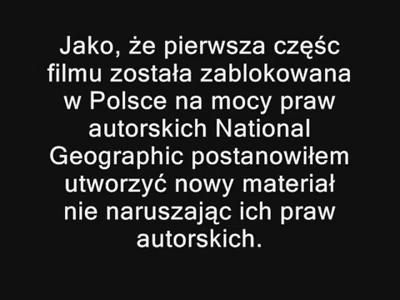 Jako, że pierwsza częśc
filmu została zablokowana
w Polsce na mocy praw
autorskich National
Geographic postanowiłem
utworzyć nowy materiał
nie naruszając ich praw
autorskich.